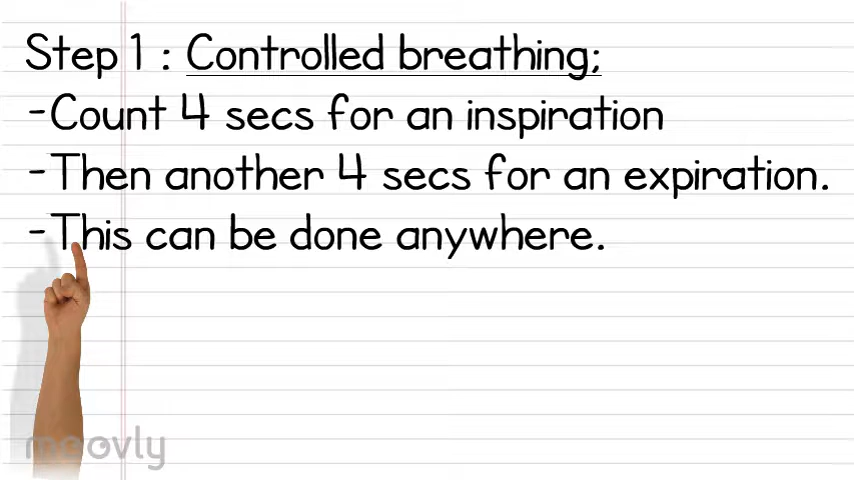 Step 1 : Controlled breathing;
-Count 4 secs for an inspiration
-Then another 4 secs for an expiration.
-This can be done anywhere.
moovly